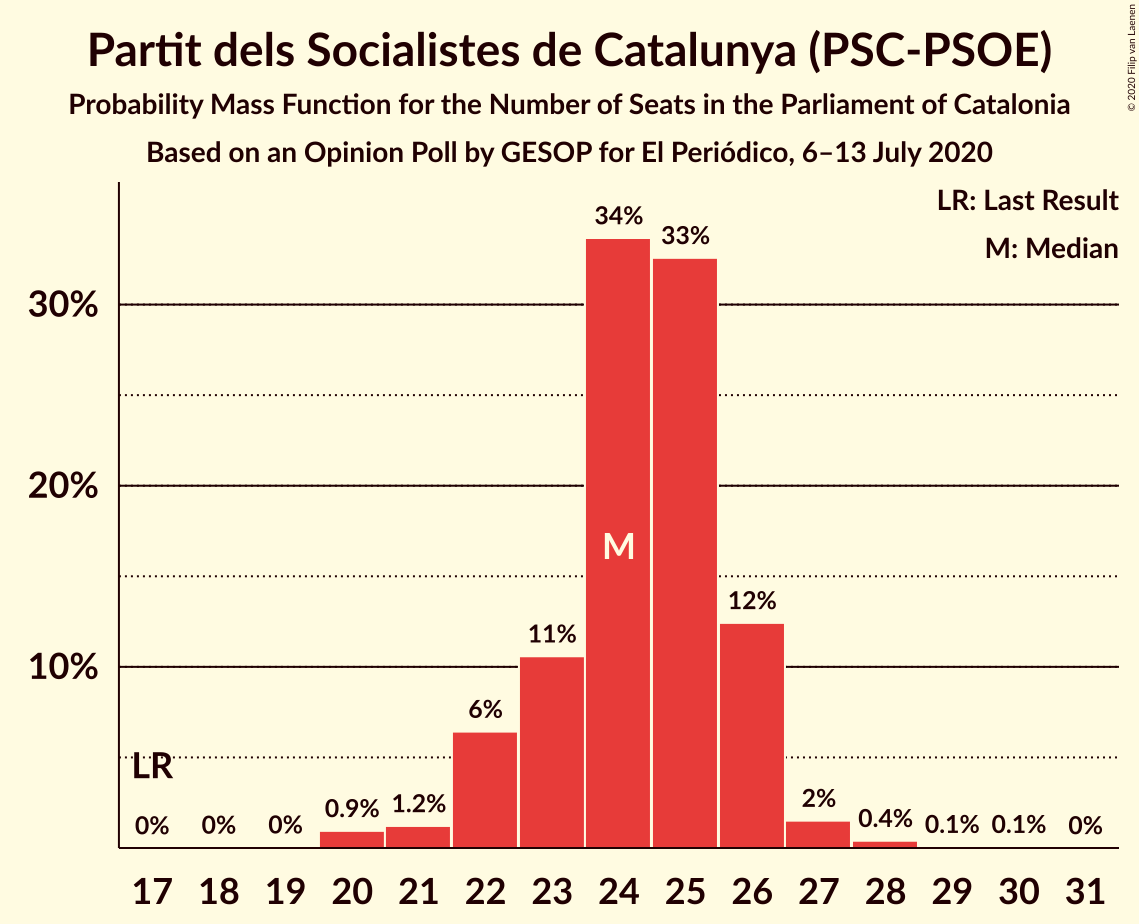 Partit dels Socialistes de Catalunya (PSC-PSOE)
Probability Mass Function for the Number of Seats in the Parliament of Catalonia
Based on an Opinion Poll by GESOP for El Periódico, 6–13 July 2020
© 2020 Filip van Laenen
LR: Last Result
M: Median
34%
33%
30%
20%
M
12%
11%
10%
6%
LR
0%
0%
0%
0.9%
1.2%
2%
0.4%
0.1%
0.1%
0%
17 18 19 20 21 22 23 24 25 26 27 28 29 30 31